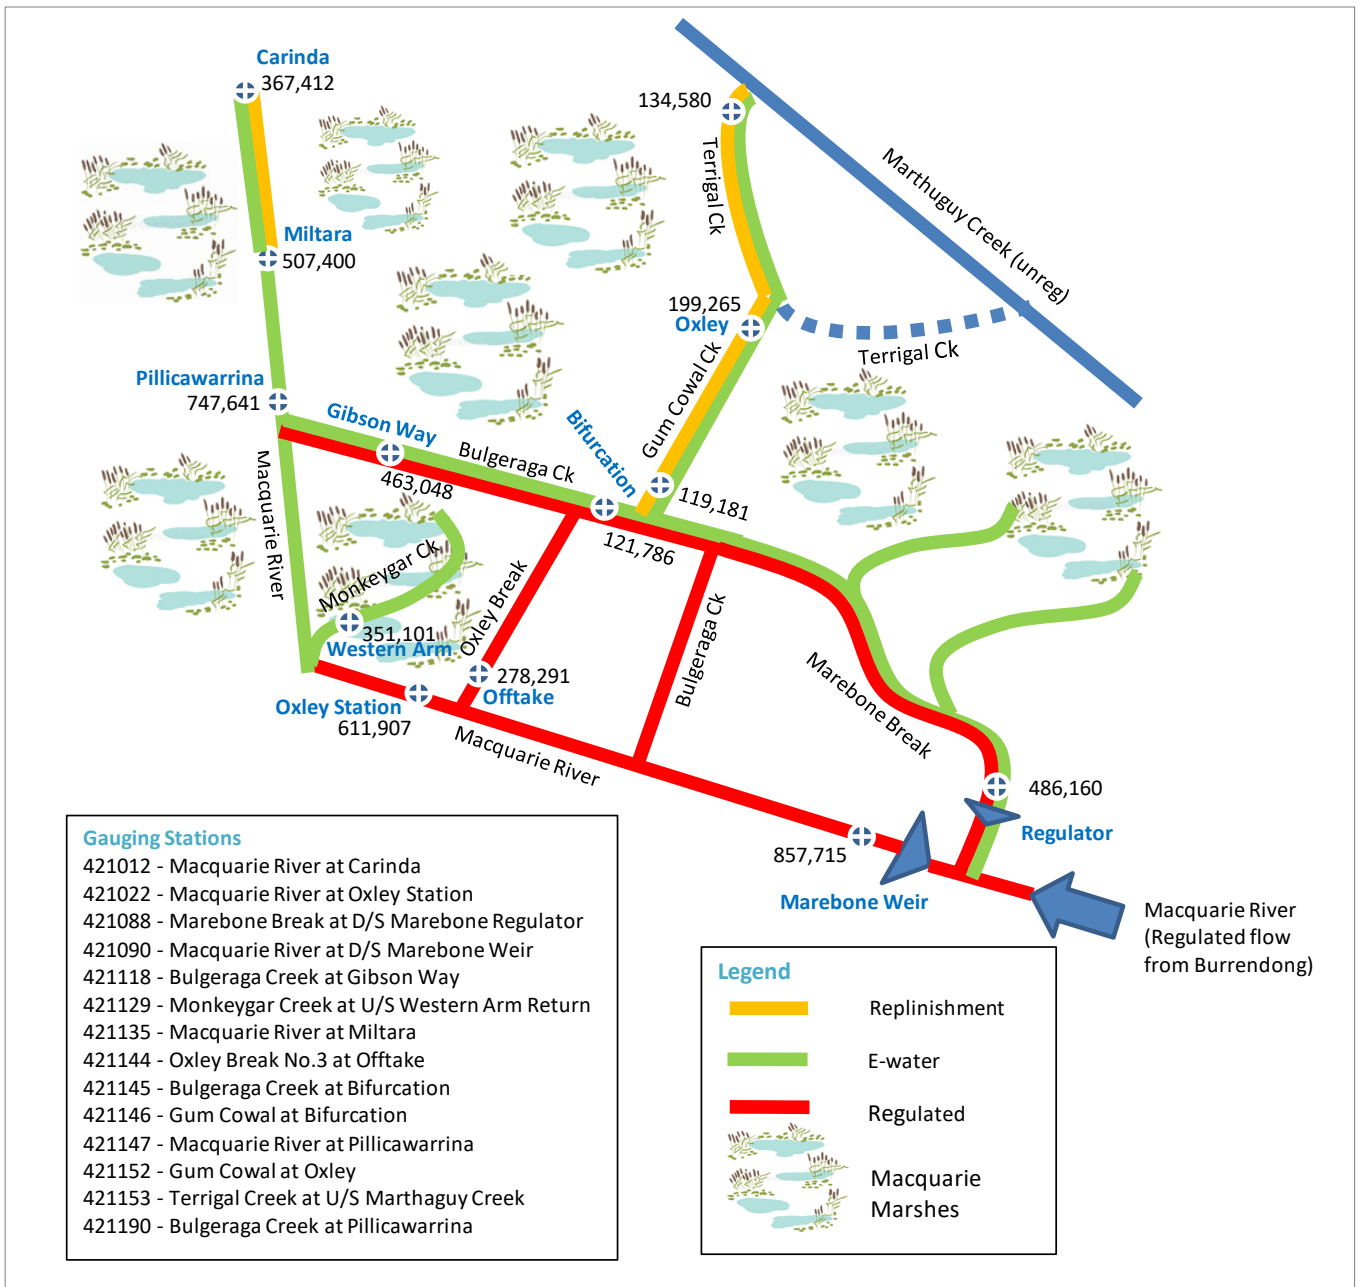 Carinda
367,412
134,580
Terrigal Ck
Marthuguy Creek (unreg)
Miltara
507,400
199,265
Oxley
Terrigal Ck
Pillicawarrina
747,641
Gibson Way
Bulgeraga Ck
463,048
Bifurcation
Gum Cowal Ck
119,181
121,786
Macquarie River
Monkeygar Ck
351,101
Western Arm
Oxley Break
278,291
Offtake
Bulgeraga Ck
Marebone Break
Oxley Station
611,907
Macquarie River
486,160
Regulator
857,715
Marebone Weir
Macquarie River
(Regulated flow
from Burrendong)
Gauging Stations
421012 - Macquarie River at Carinda
421022 - Macquarie River at Oxley Station
421088 - Marebone Break at D/S Marebone Regulator
421090 - Macquarie River at D/S Marebone Weir
421118 - Bulgeraga Creek at Gibson Way
421129 - Monkeygar Creek at U/S Western Arm Return
421135 - Macquarie River at Miltara
421144 - Oxley Break No.3 at Offtake
421145 - Bulgeraga Creek at Bifurcation
421146 - Gum Cowal at Bifurcation
421147 - Macquarie River at Pillicawarrina
421152 - Gum Cowal at Oxley
421153 - Terrigal Creek at U/S Marthaguy Creek
421190 - Bulgeraga Creek at Pillicawarrina
Legend
Replinishment
E-water
Regulated
Macquarie
Marshes